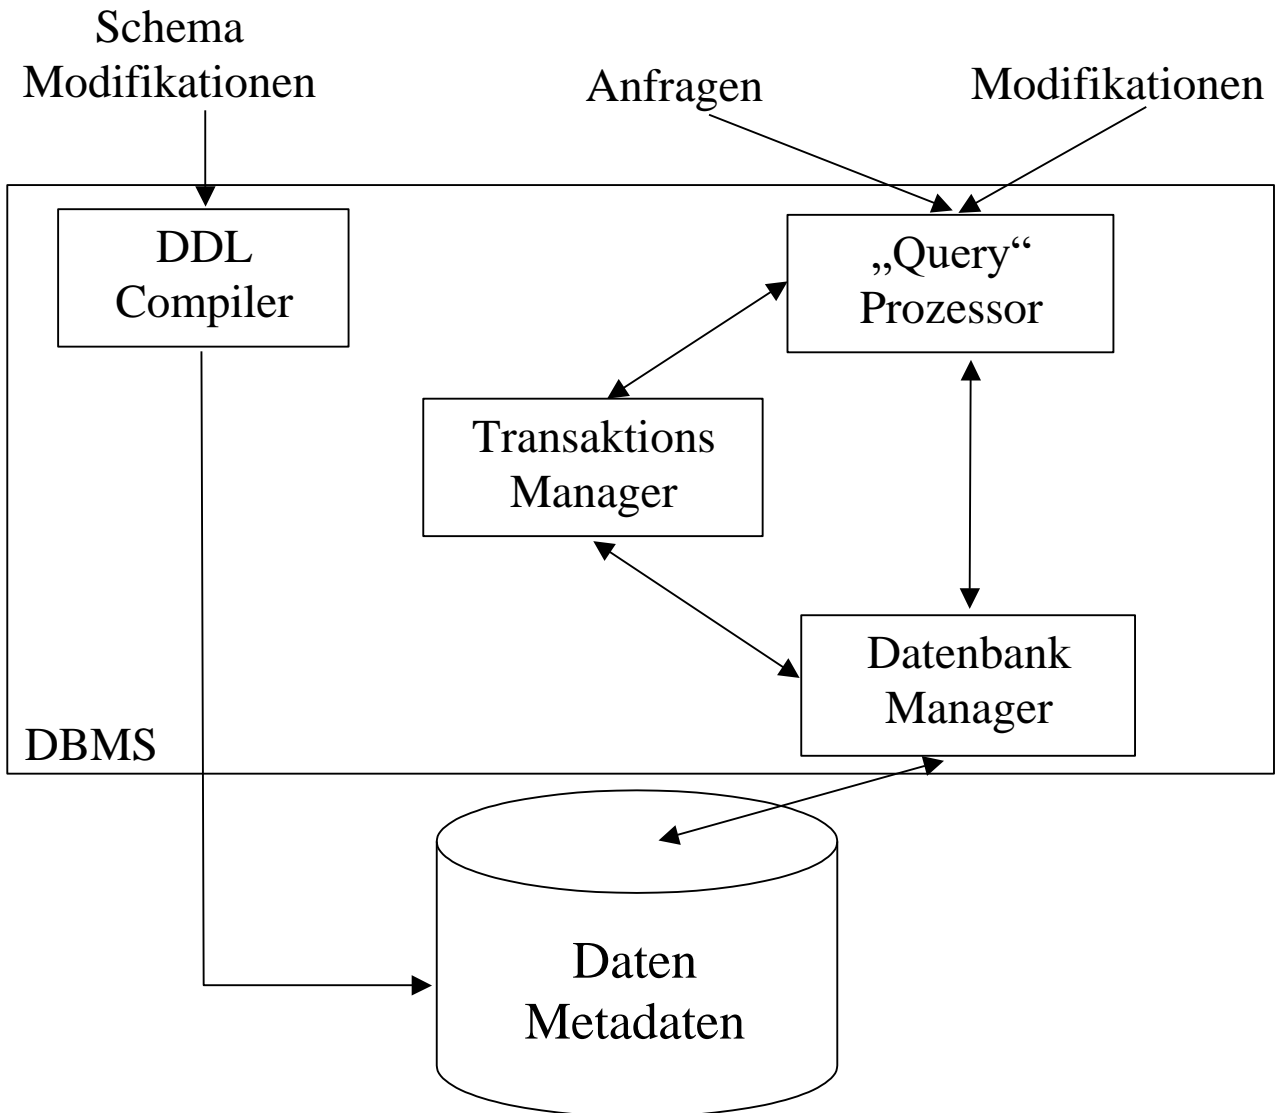 Schema
Modifikationen
Anfragen
Modifikationen
DDL
Compiler
„Query“
Prozessor
Transaktions
Manager
Datenbank
Manager
DBMS
Daten
Metadaten